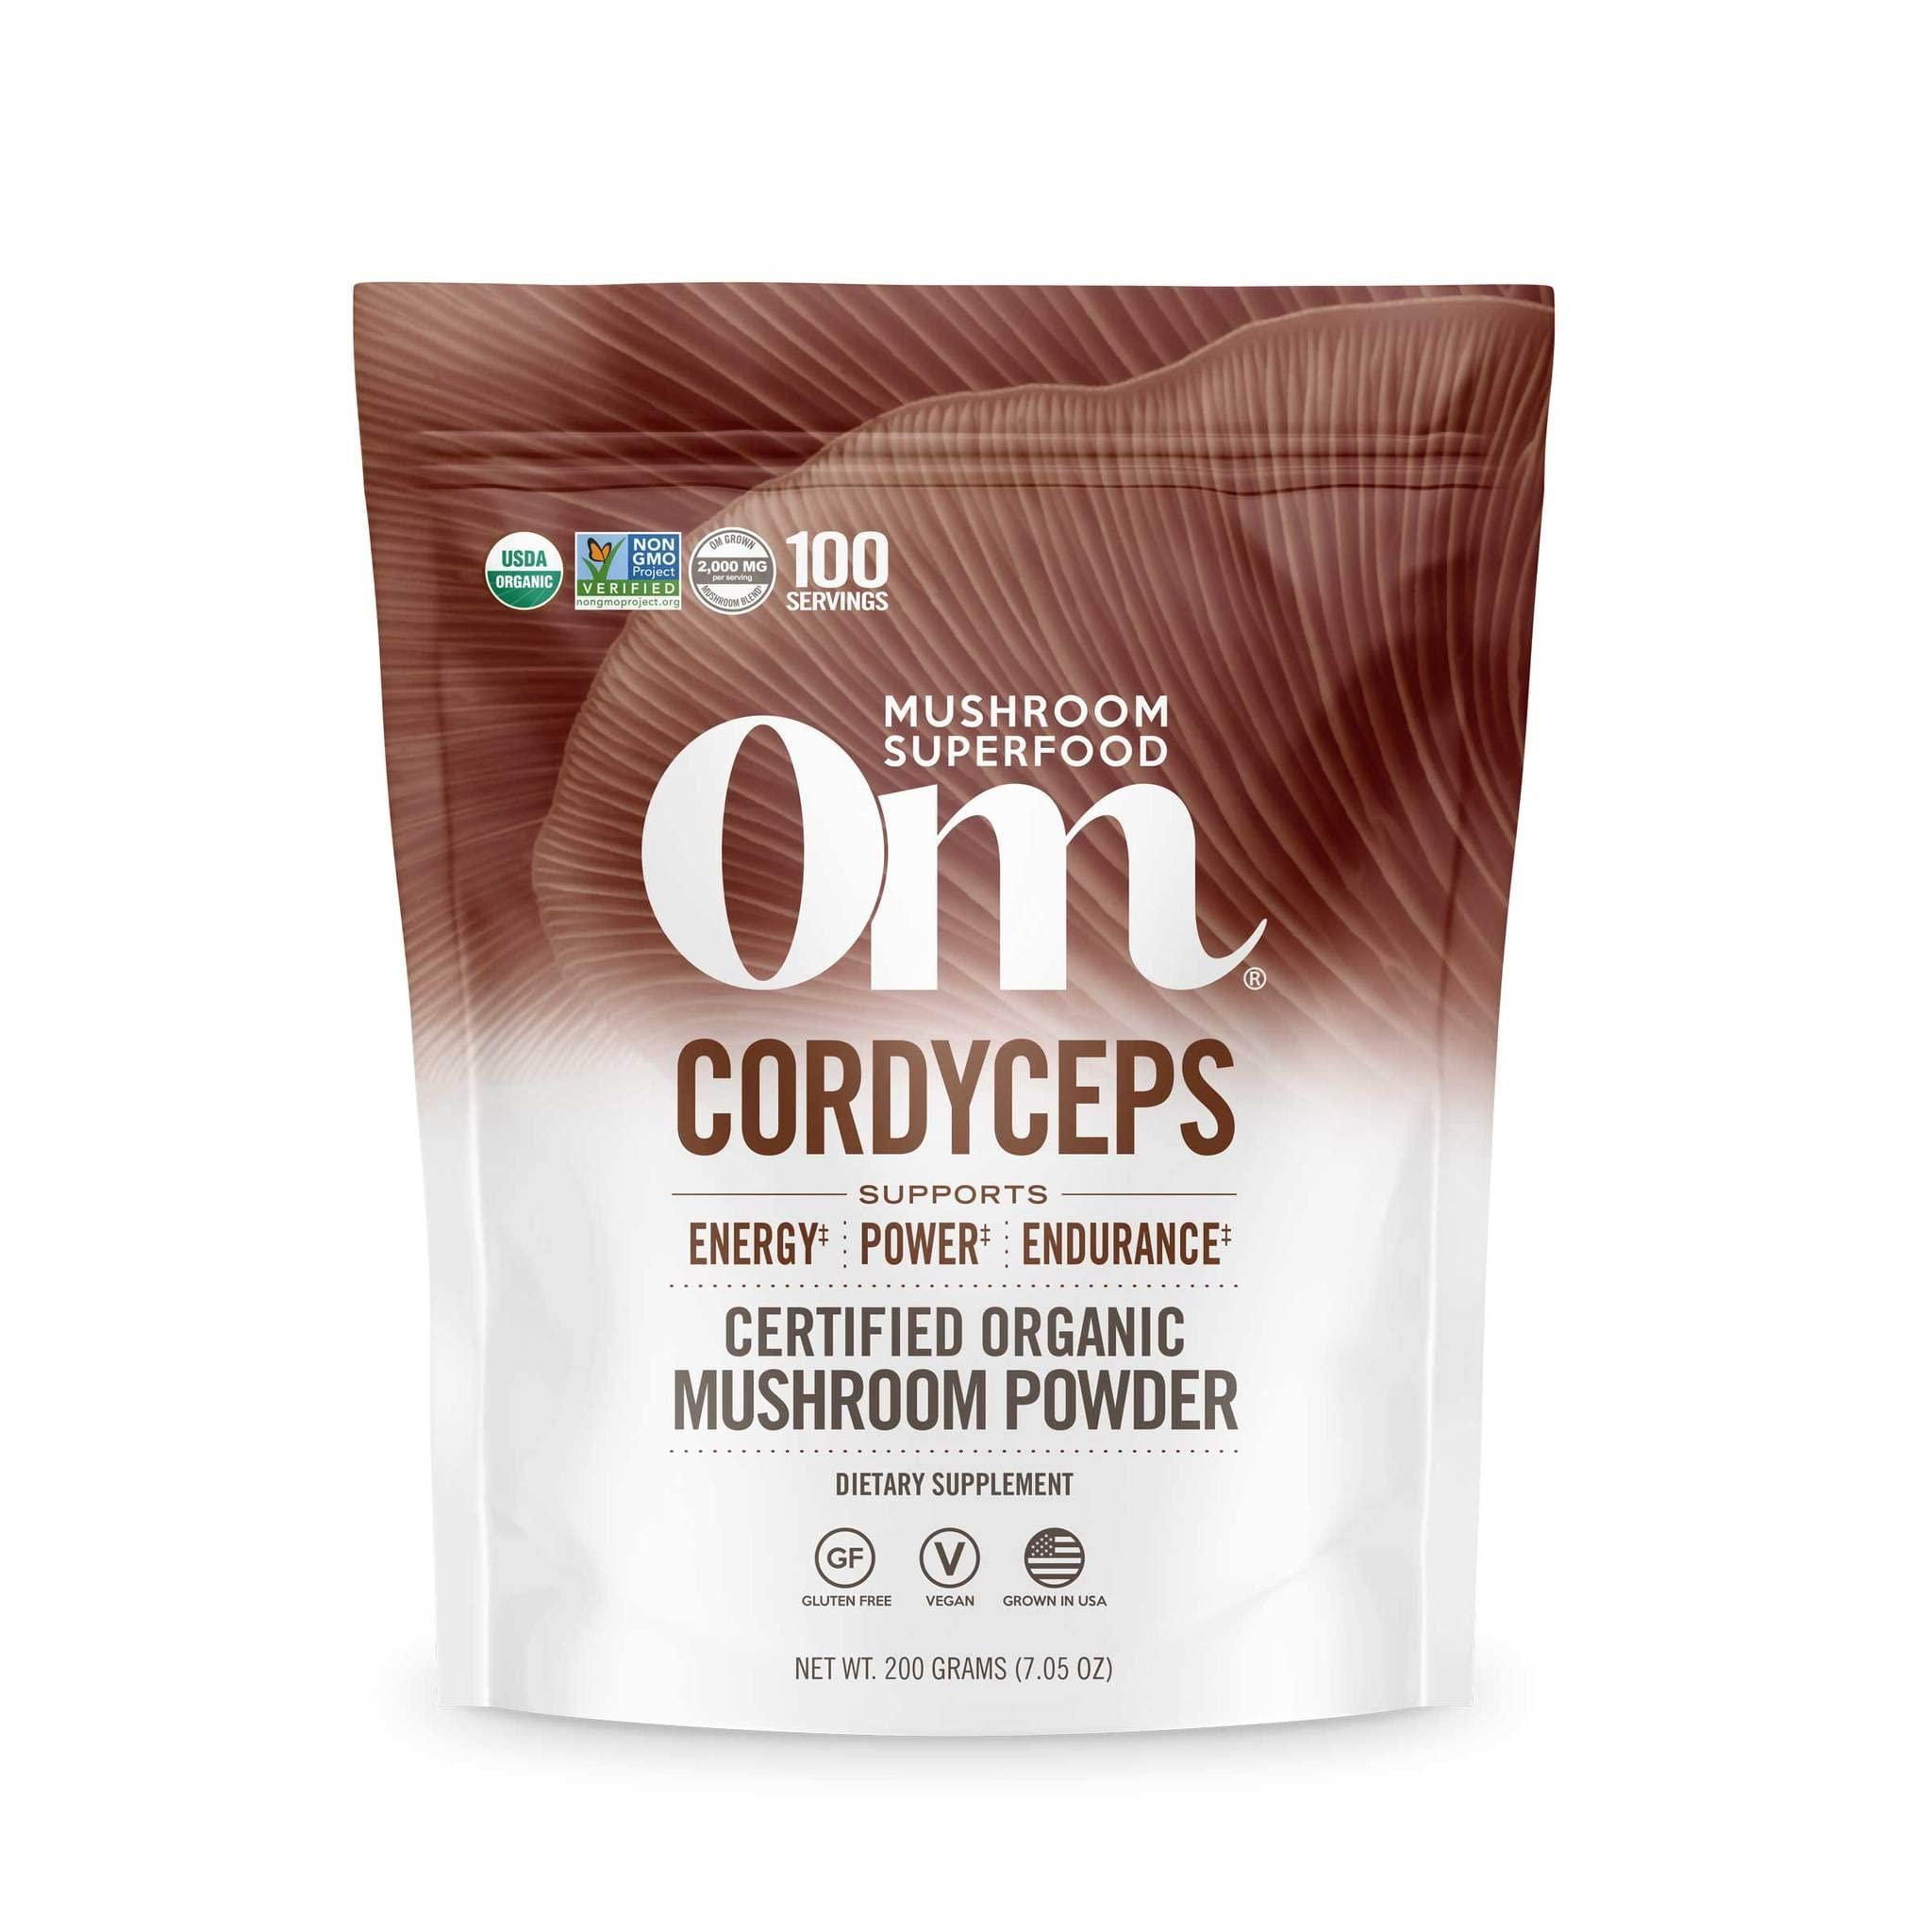 USDA
ORGANIC
NON
GMO
Project
VERIFIED
nongmoproject.org
OM GROWN
2,000 MG
per serving
MUSHROOM BLEND
100
SERVINGS
MUSHROOM
SUPERFOOD
Om®
CORDYCEPS
SUPPORTS
ENERGY‡ POWER‡ ENDURANCE‡
CERTIFIED ORGANIC
MUSHROOM POWDER
DIETARY SUPPLEMENT
GF V
GLUTEN FREE VEGAN GROWN IN USA
NET WT. 200 GRAMS (7.05 OZ)